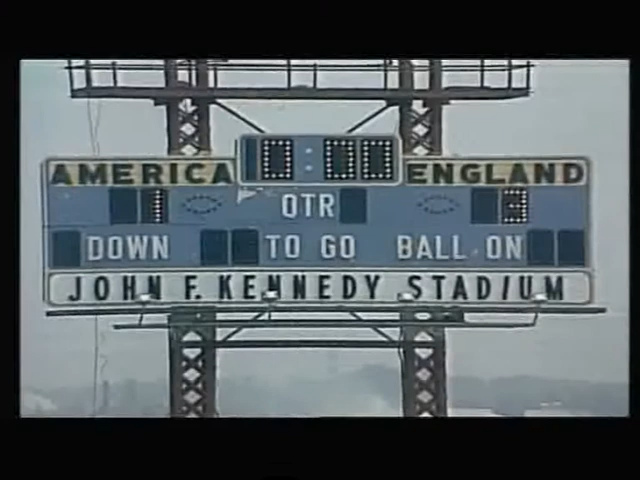 AMERICA 0:00 ENGLAND
1 QTR 3
DOWN TO GO BALL ON
JOHN F. KENNEDY STADIUM